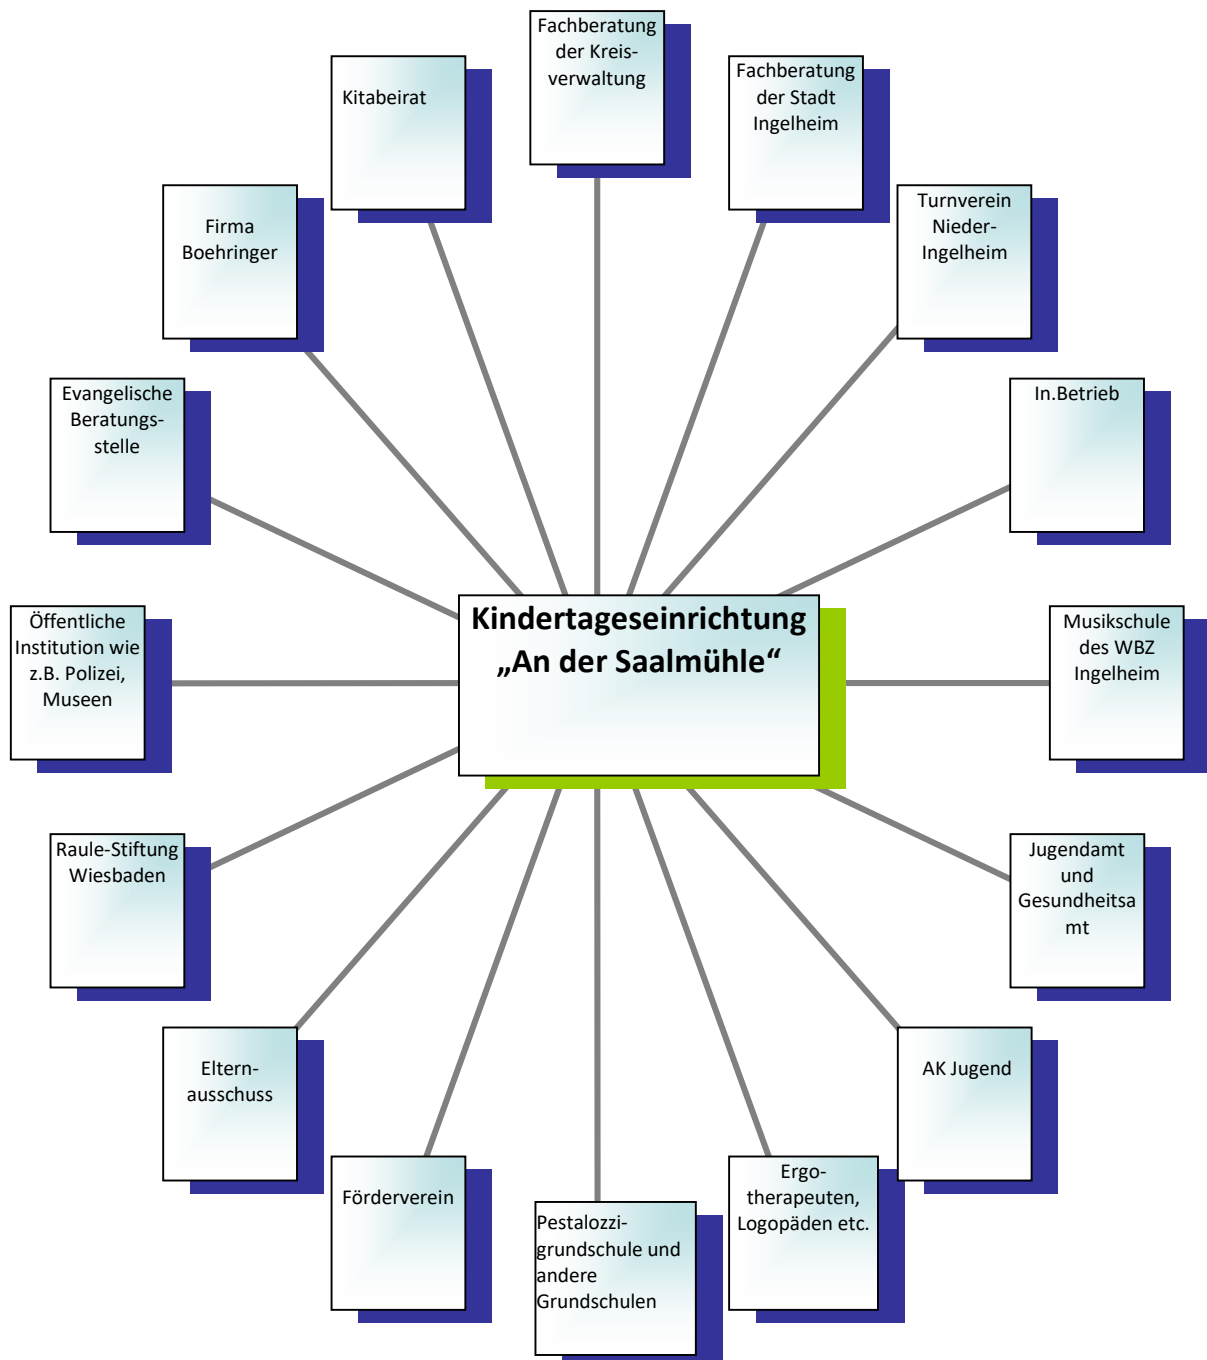 Fachberatung
der Kreis-
verwaltung
Fachberatung
der Stadt
Ingelheim
Kitabeirat
Turnverein
Nieder-
Ingelheim
Firma
Boehringer
In.Betrieb
Evangelische
Beratungs-
stelle
Kindertageseinrichtung
„An der Saalmühle“
Musikschule
des WBZ
Ingelheim
Öffentliche
Institution wie
z.B. Polizei,
Museen
Jugendamt
und
Gesundheitsa
mt
Raule-Stiftung
Wiesbaden
AK Jugend
Eltern-
ausschuss
Ergo-
therapeuten,
Logopäden etc.
Förderverein
Pestalozzi-
grundschule und
andere
Grundschulen